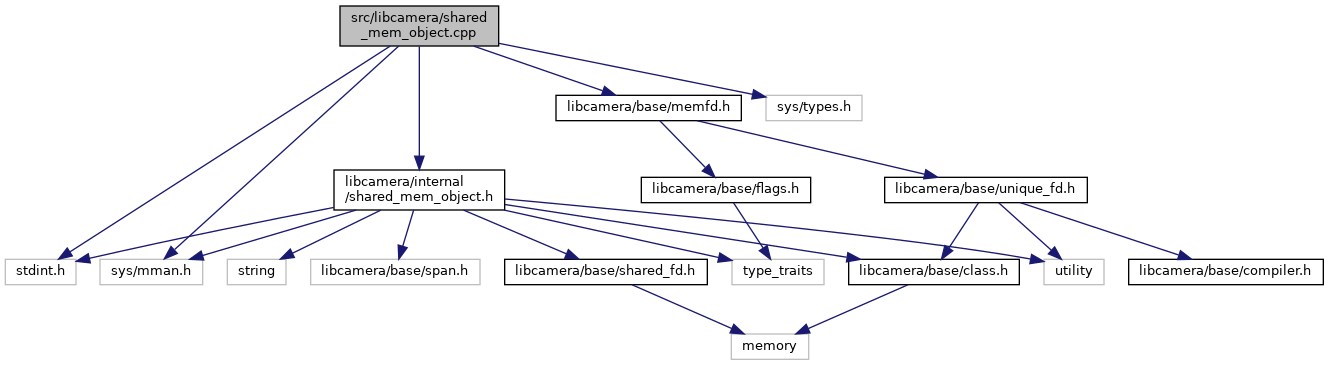 src/libcamera/shared
_mem_object.cpp
libcamera/base/memfd.h
sys/types.h
libcamera/internal
/shared_mem_object.h
libcamera/base/flags.h
libcamera/base/unique_fd.h
stdint.h
sys/mman.h
string
libcamera/base/span.h
libcamera/base/shared_fd.h
type_traits
libcamera/base/class.h
utility
libcamera/base/compiler.h
memory